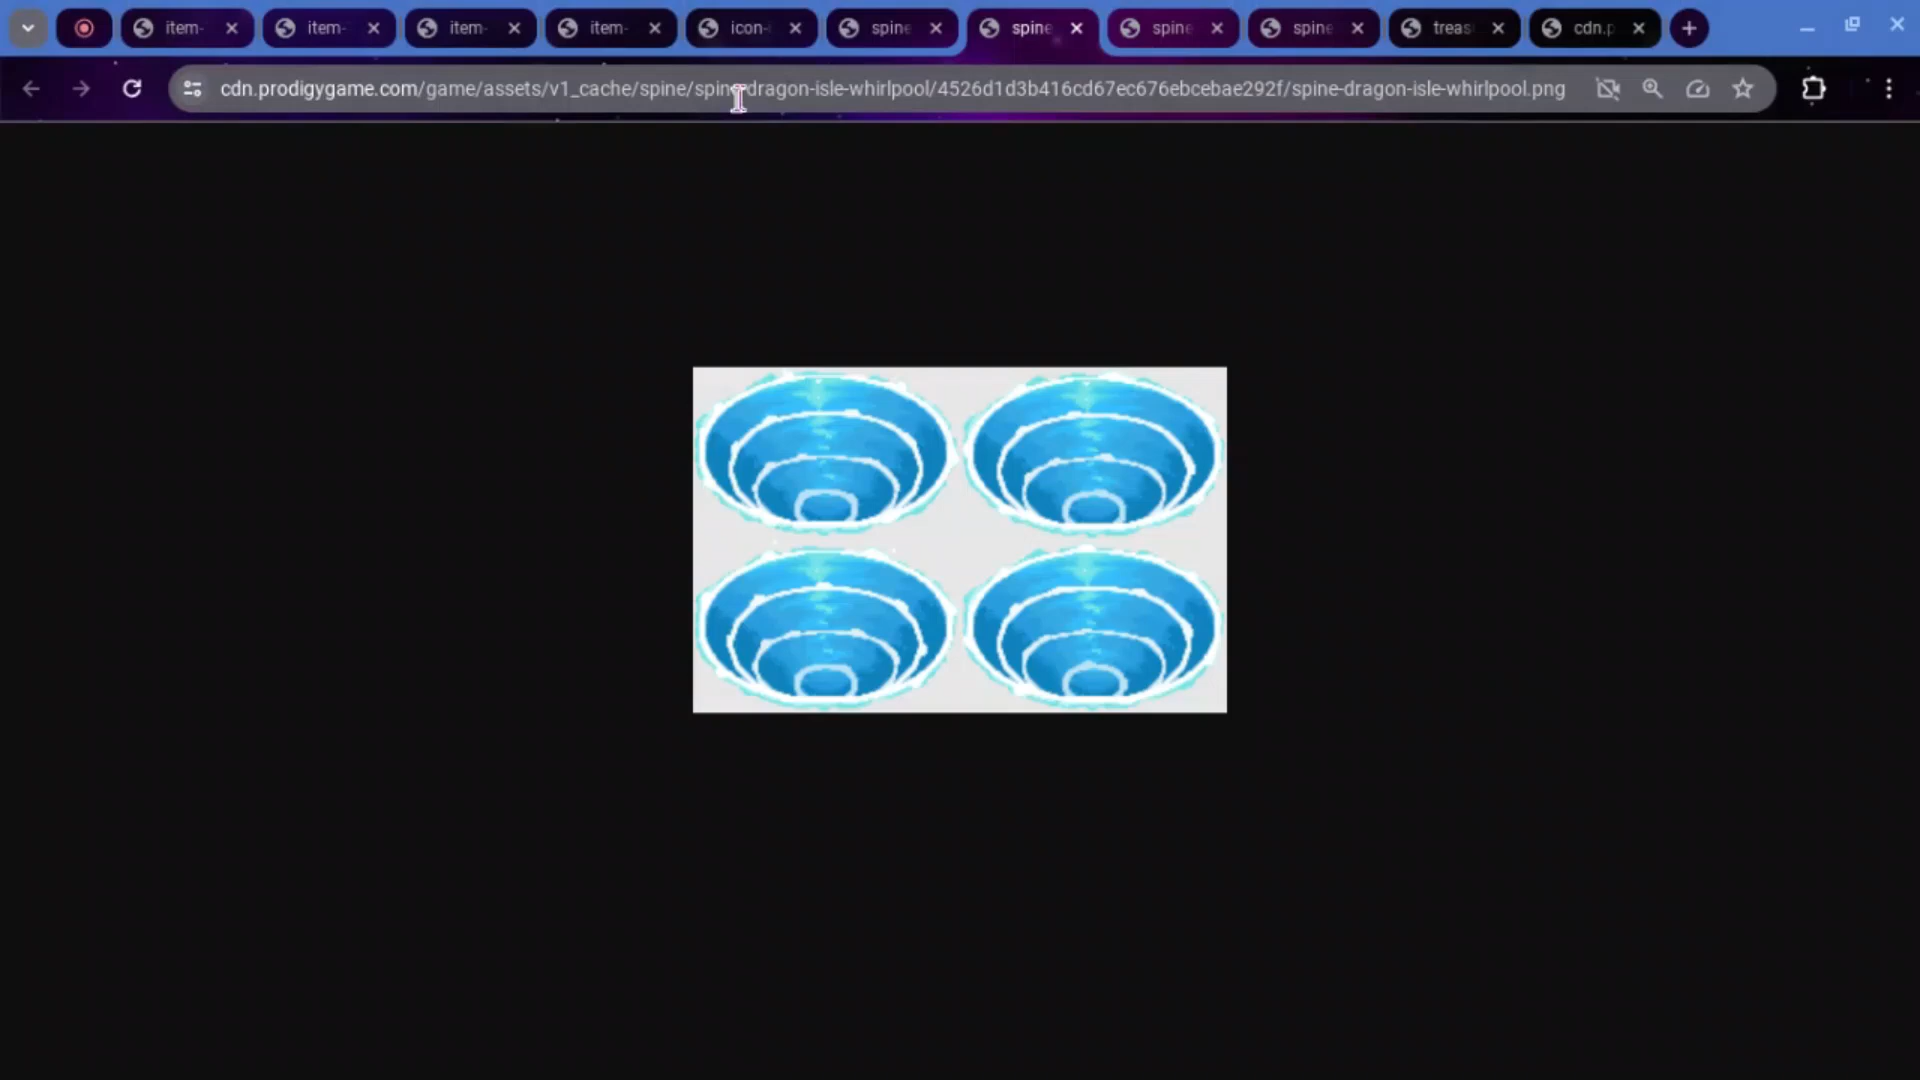 item-
item-
item-
item-
icon-
spine
spine
spine
spine
treas
cdn.p
cdn.prodigygame.com/game/assets/v1_cache/spine/spine-dragon-isle-whirlpool/4526d1d3b416cd67ec676ebcebae292f/spine-dragon-isle-whirlpool.png